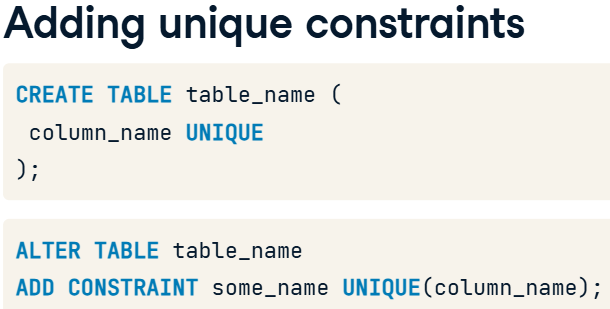 Adding unique constraints
CREATE TABLE table_name (
 column_name UNIQUE
);
ALTER TABLE table_name
ADD CONSTRAINT some_name UNIQUE(column_name);